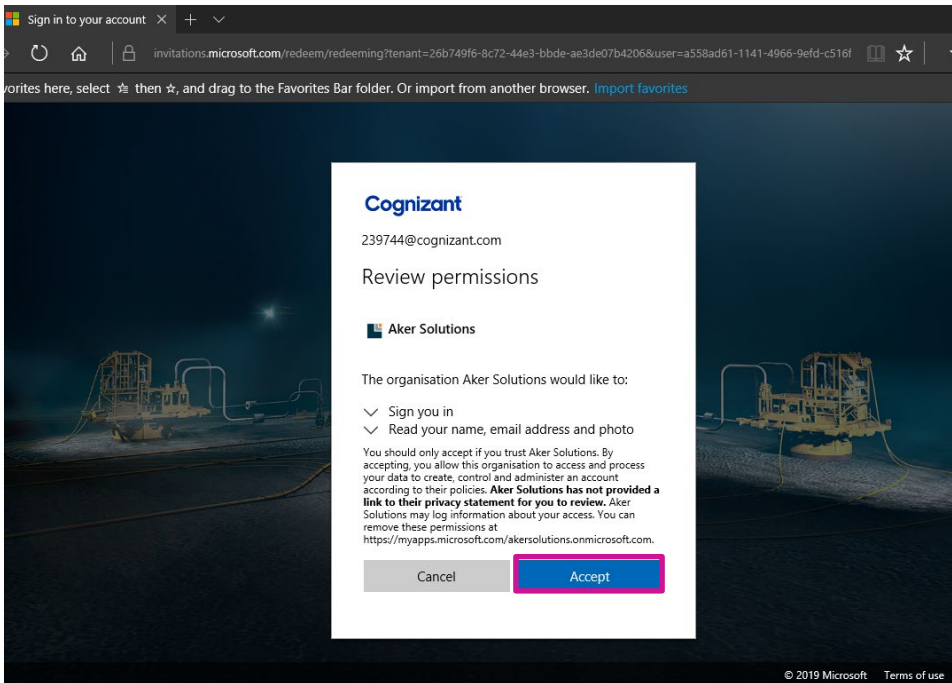 Sign in to your account
invitations.microsoft.com/redeem/redeeming?tenant=26b749f6-8c72-44e3-bbde-ae3de07b4206&user=a558ad61-1141-4966-9efd-c516f
vorites here, select then , and drag to the Favorites Bar folder. Or import from another browser. Import favorites
Cognizant
239744@cognizant.com
Review permissions
Aker Solutions
The organisation Aker Solutions would like to:
Sign you in
Read your name, email address and photo
You should only accept if you trust Aker Solutions. By
accepting, you allow this organisation to access and process
your data to create, control and administer an account
according to their policies. Aker Solutions has not provided a
link to their privacy statement for you to review. Aker
Solutions may log information about your access. You can
remove these permissions at
https://myapps.microsoft.com/akersolutions.onmicrosoft.com.
Cancel Accept
© 2019 Microsoft Terms of use